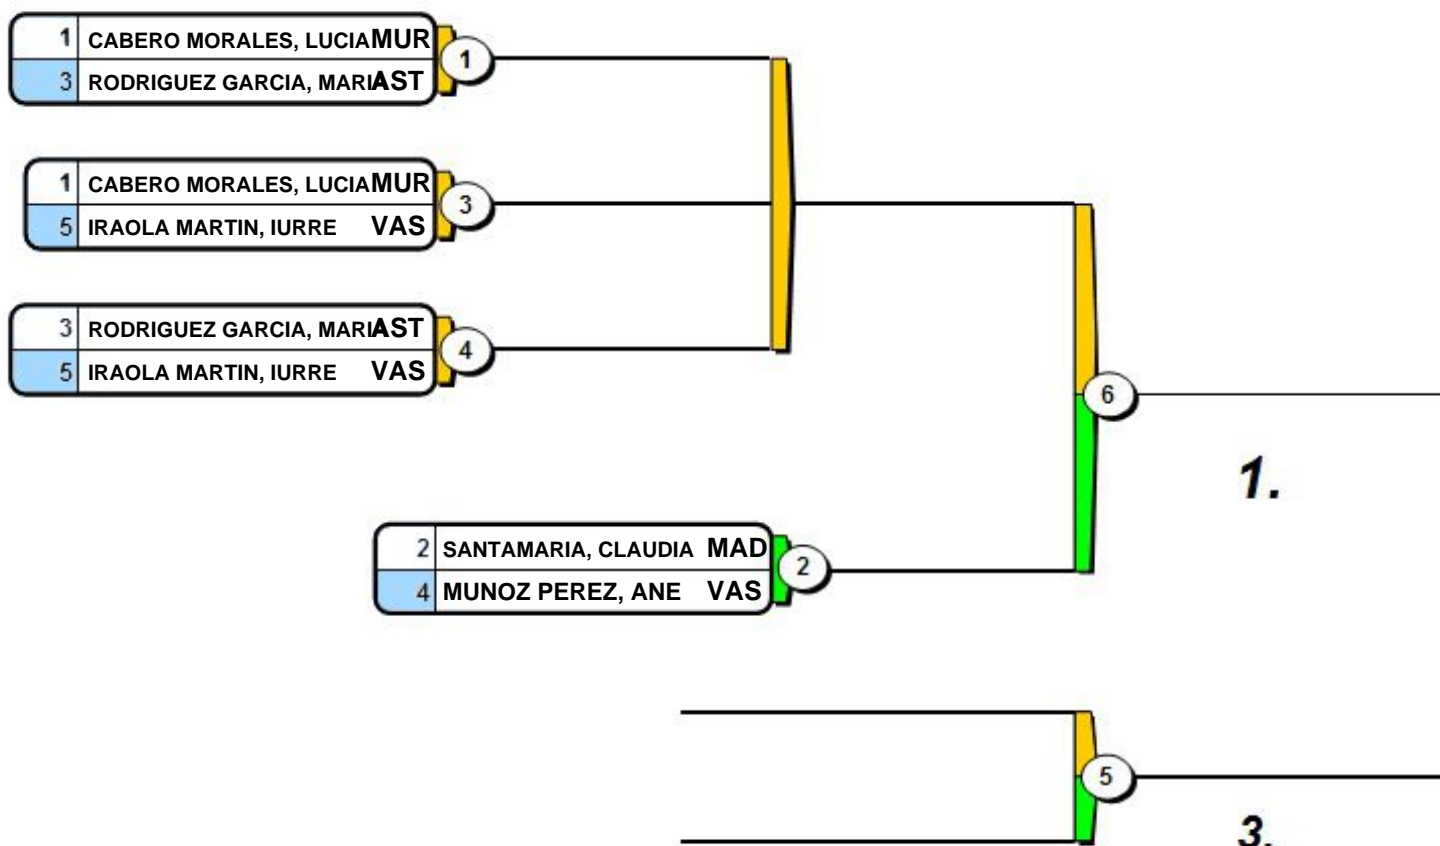 1 CABERO MORALES, LUCIA MUR
3 RODRIGUEZ GARCIA, MARIA AST
1
1 CABERO MORALES, LUCIA MUR
5 IRAOLA MARTIN, IURRE VAS
3
3 RODRIGUEZ GARCIA, MARIA AST
5 IRAOLA MARTIN, IURRE VAS
4
6
1.
2 SANTAMARIA, CLAUDIA MAD
4 MUNOZ PEREZ, ANE VAS
2
5
3.